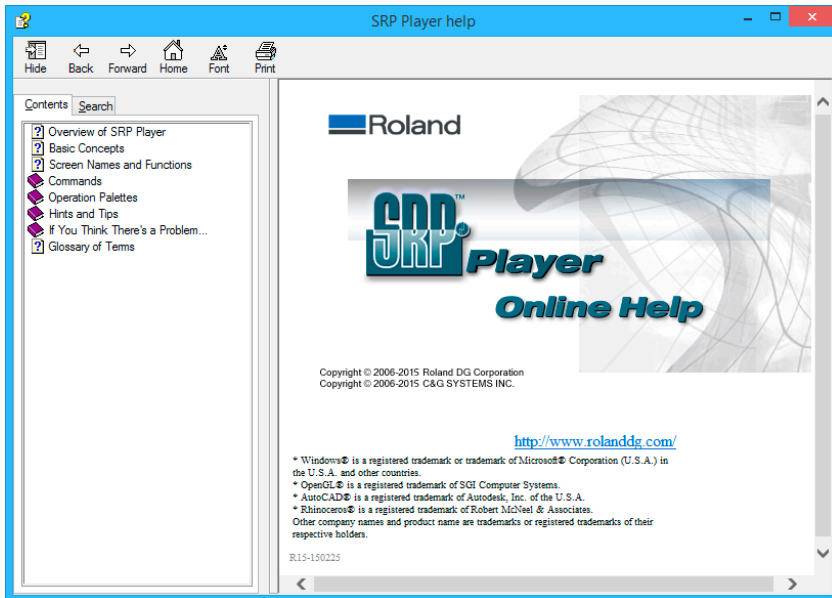 SRP Player help
Hide
Back
Forward
Home
Font
Print
Contents
Search
Overview of SRP Player
Basic Concepts
Screen Names and Functions
Commands
Operation Palettes
Hints and Tips
If You Think There's a Problem...
Glossary of Terms
Roland
SRP™
Player
Online Help
Copyright © 2006-2015 Roland DG Corporation
Copyright © 2006-2015 C&G SYSTEMS INC.
http://www.rolanddg.com/
* Windows® is a registered trademark or trademark of Microsoft® Corporation (U.S.A.) in
the U.S.A. and other countries.
* OpenGL® is a registered trademark of SGI Computer Systems.
* AutoCAD® is a registered trademark of Autodesk, Inc. of the U.S.A.
* Rhinoceros® is a registered trademark of Robert McNeel & Associates.
Other company names and product name are trademarks or registered trademarks of their
respective holders.
R15-150225